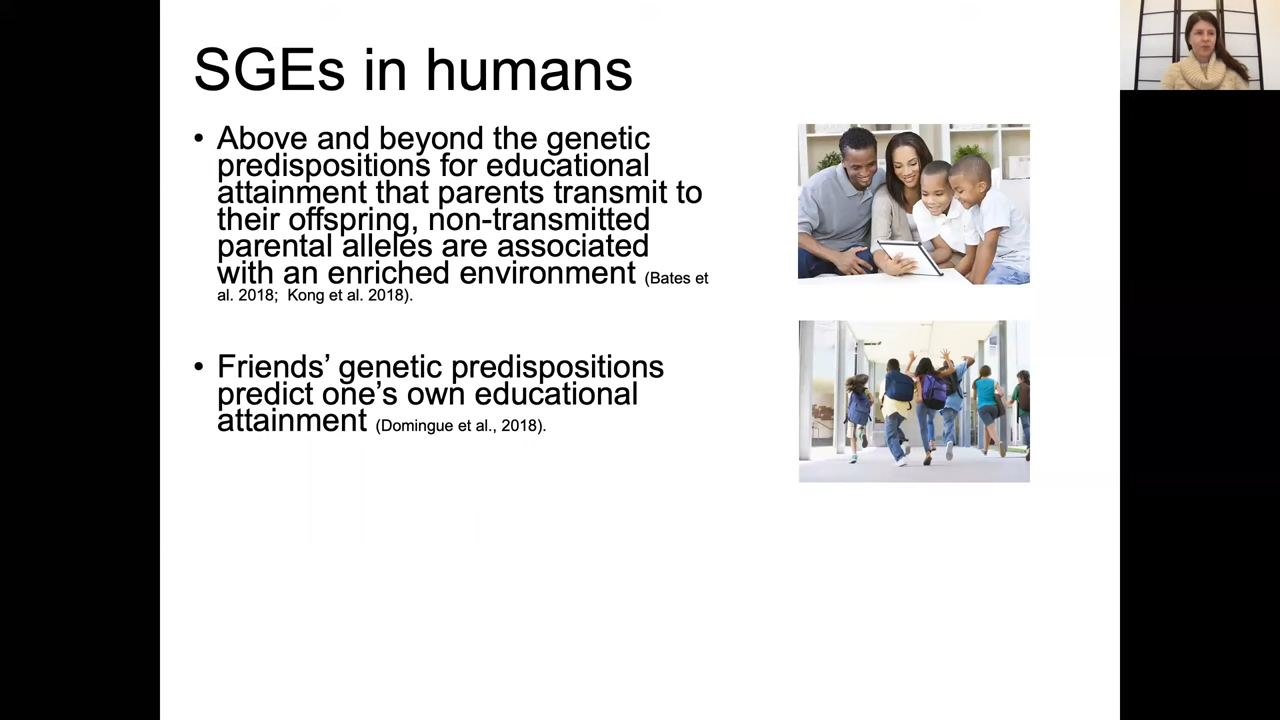 SGEs in humans
• Above and beyond the genetic
predispositions for educational
attainment that parents transmit to
their offspring, non-transmitted
parental alleles are associated
with an enriched environment (Bates et
al. 2018;  Kong et al. 2018).
• Friends’ genetic predispositions
predict one’s own educational
attainment (Domingue et al., 2018).